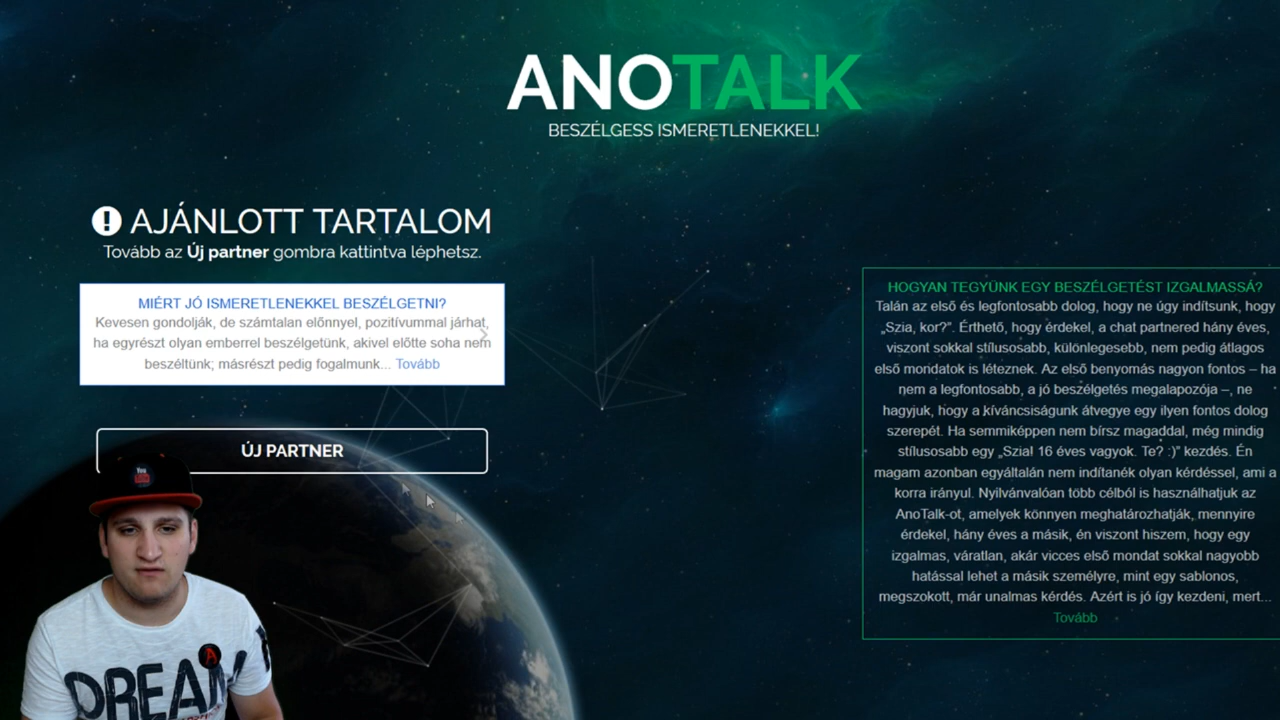 ANOTALK
BESZÉLGESS ISMERETLENEKKEL!
AJÁNLOTT TARTALOM
Tovább az Új partner gombra kattintva léphetsz.
MIÉRT JÓ ISMERETLENEKKEL BESZÉLGETNI?
Kevesen gondolják, de számtalan előnnyel, pozitívummal járhat,
ha egyrészt olyan emberrel beszélgetünk, akivel előtte soha nem
beszéltünk; másrészt pedig fogalmunk... Tovább
ÚJ PARTNER
HOGYAN TEGYÜNK EGY BESZÉLGETÉST IZGALMASSÁ?
Talán az első és legfontosabb dolog, hogy ne úgy indítsunk, hogy
„Szia, kor?”. Érthető, hogy érdekel, a chat partnered hány éves,
viszont sokkal stílusosabb, különlegesebb, nem pedig átlagos
első mondatok is léteznek. Az első benyomás nagyon fontos – ha
nem a legfontosabb, a jó beszélgetés megalapozója –, ne
hagyjuk, hogy a kíváncsiságunk átvegye egy ilyen fontos dolog
szerepét. Ha semmiképpen nem bírsz magaddal, még mindig
stílusosabb egy „Szia! 16 éves vagyok. Te? :)” kezdés. Én
magam azonban egyáltalán nem indítanék olyan kérdéssel, ami a
korra irányul. Nyilvánvalóan több célból is használhatjuk az
AnoTalk-ot, amelyek könnyen meghatározhatják, mennyire
érdekel, hány éves a másik, én viszont hiszem, hogy egy
izgalmas, váratlan, akár vicces első mondat sokkal nagyobb
hatással lehet a másik személyre, mint egy sablonos,
megszokott, már unalmas kérdés. Azért is jó így kezdeni, mert...
Tovább
You
DREAM